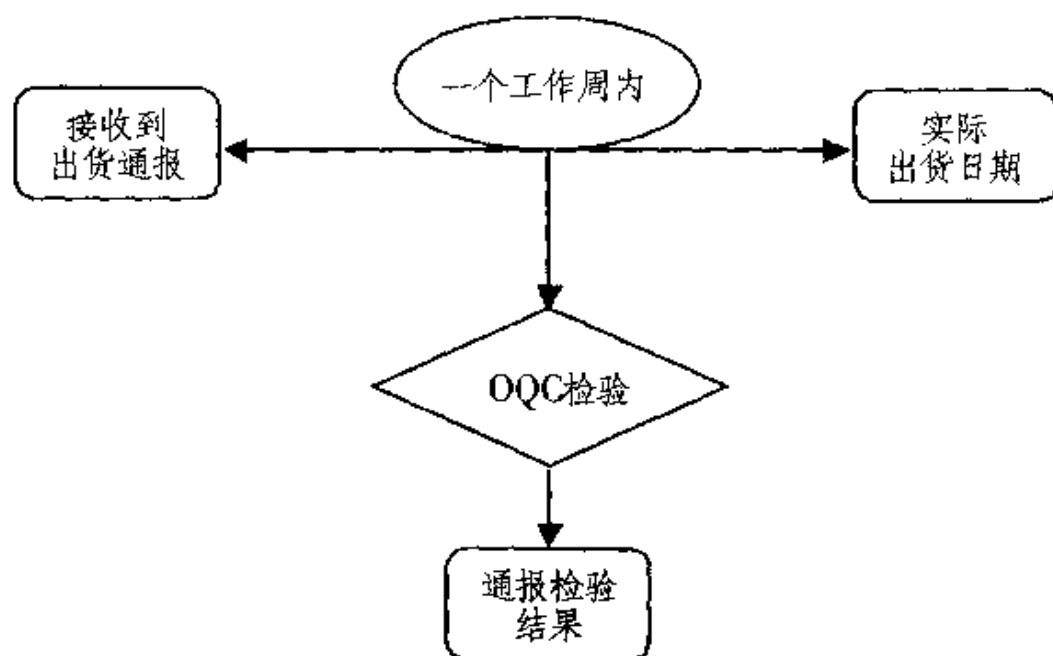 一个工作周内
接收到
出货通报
实际
出货日期
OQC检验
通报检验
结果